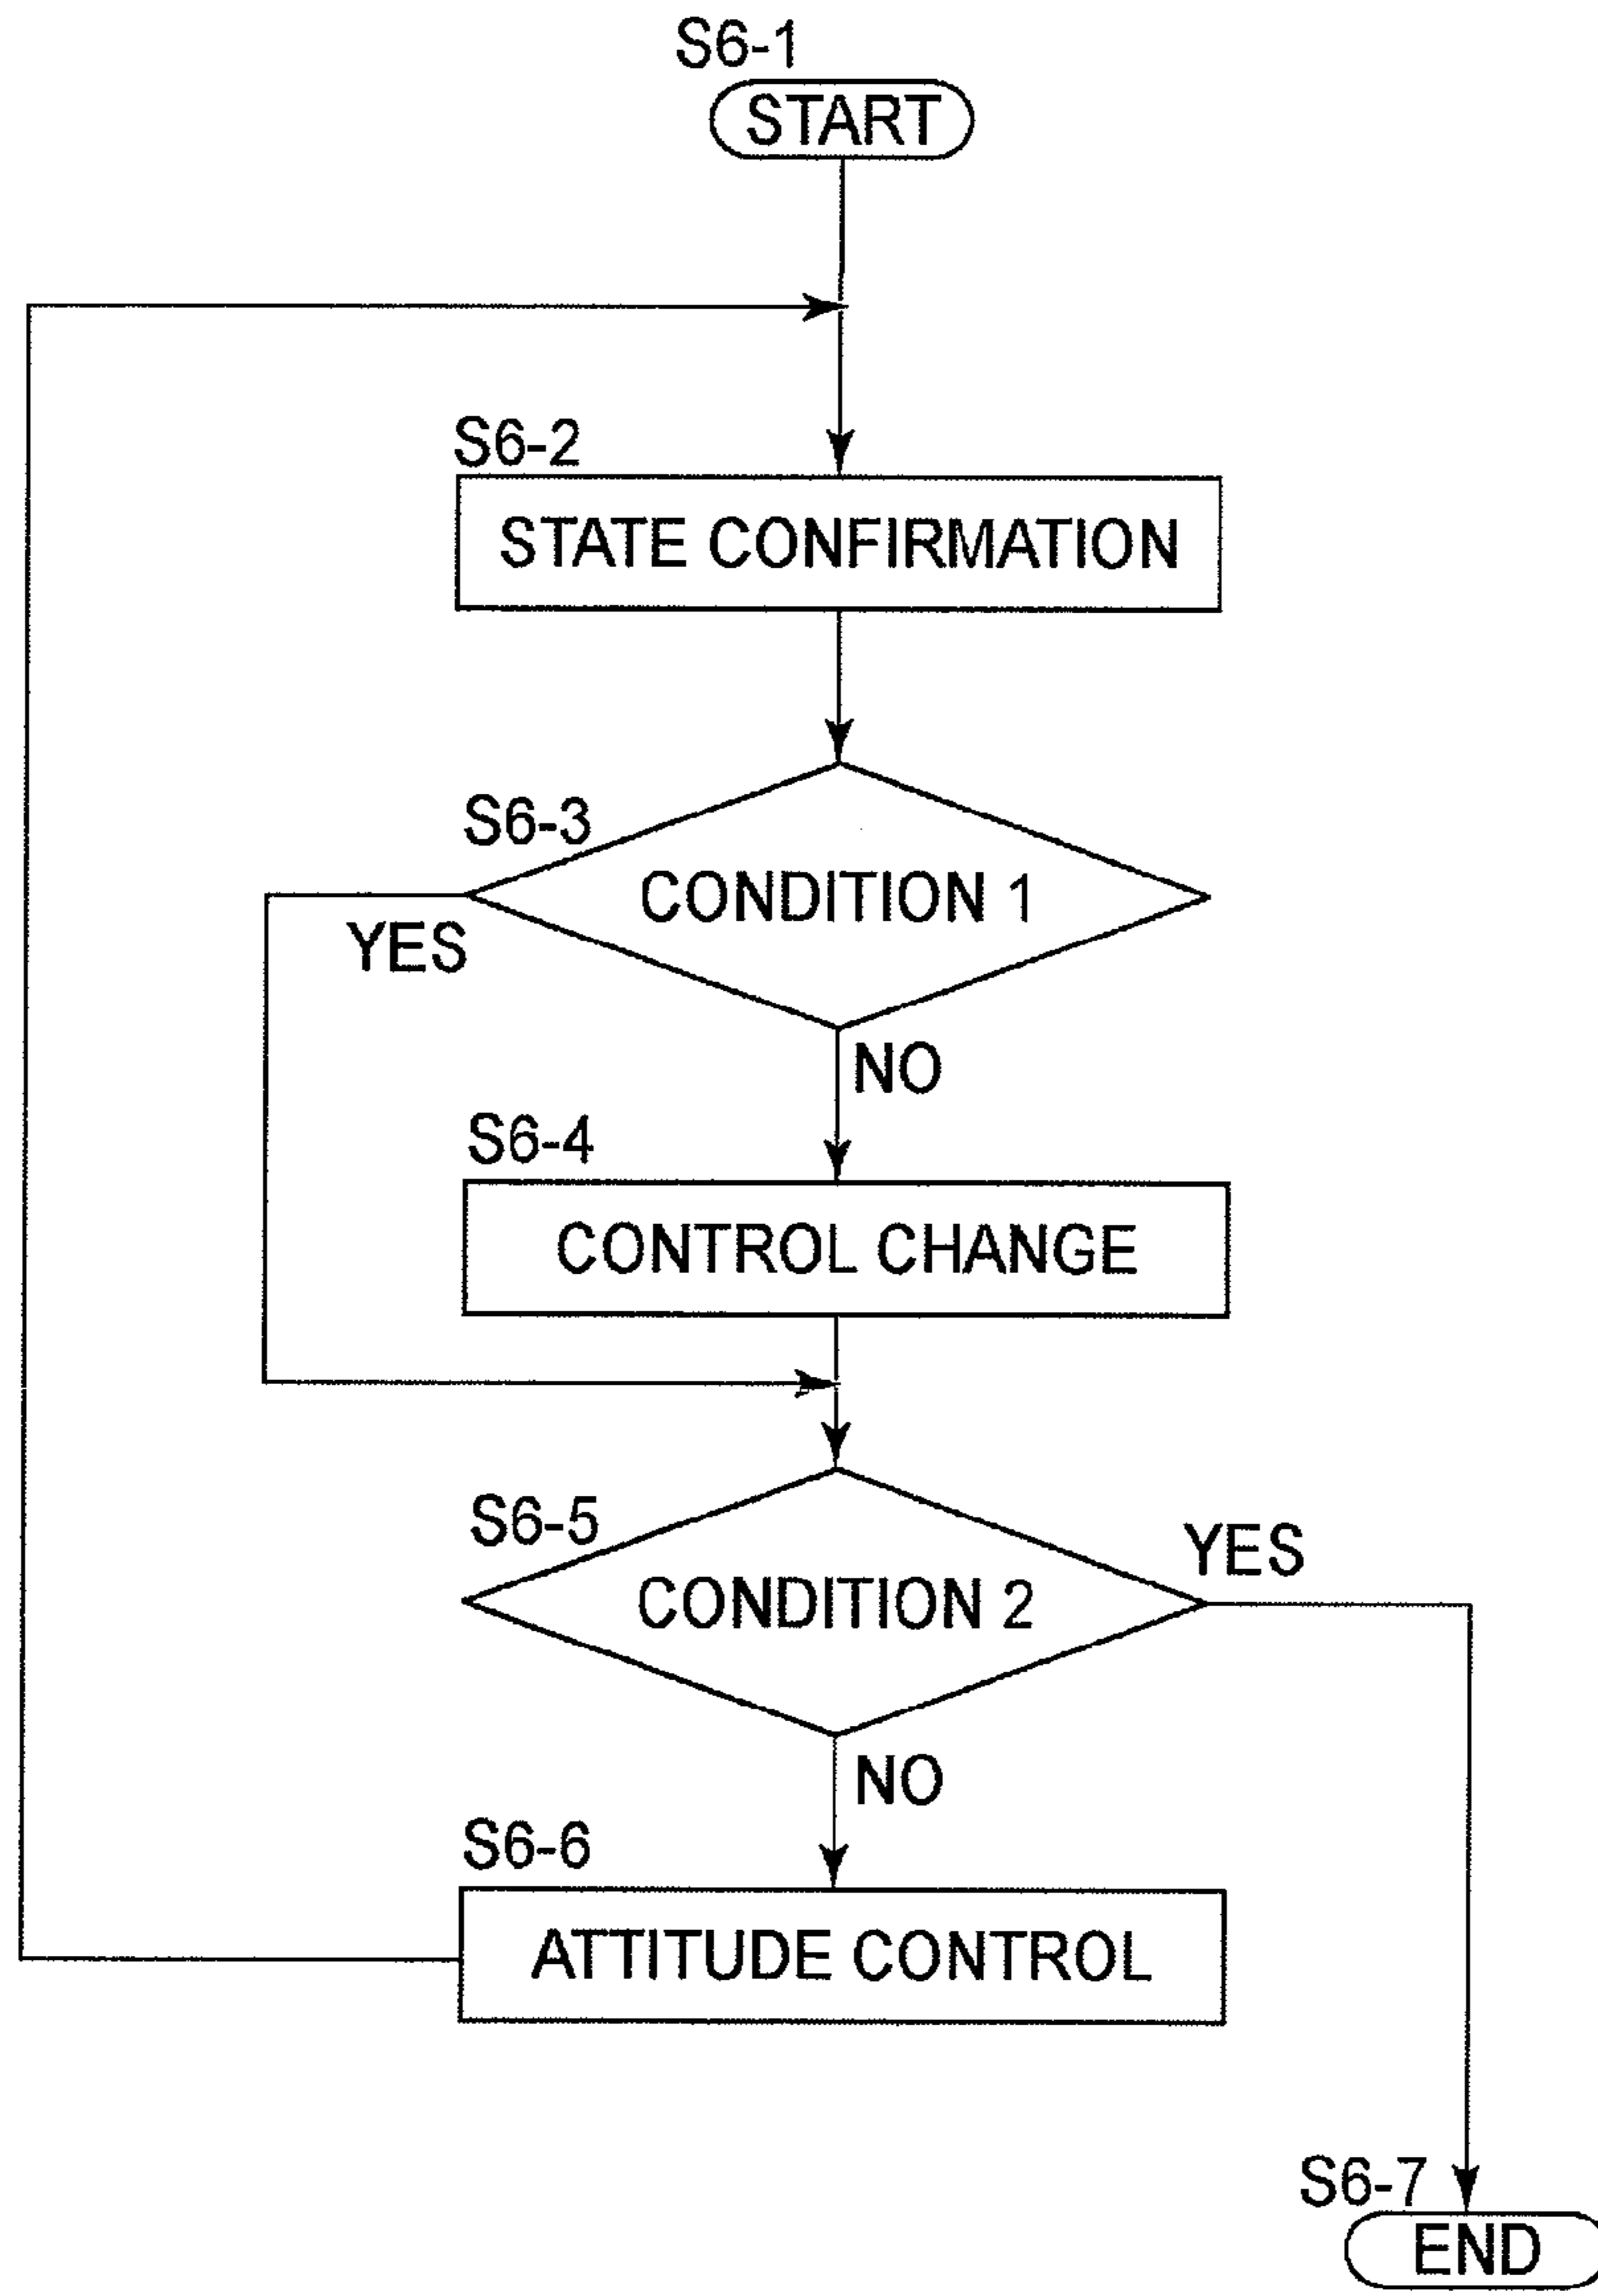 S6-1
START
S6-2
STATE CONFIRMATION
S6-3
CONDITION 1
YES
NO
S6-4
CONTROL CHANGE
S6-5
YES
CONDITION 2
NO
S6-6
ATTITUDE CONTROL
S6-7
END